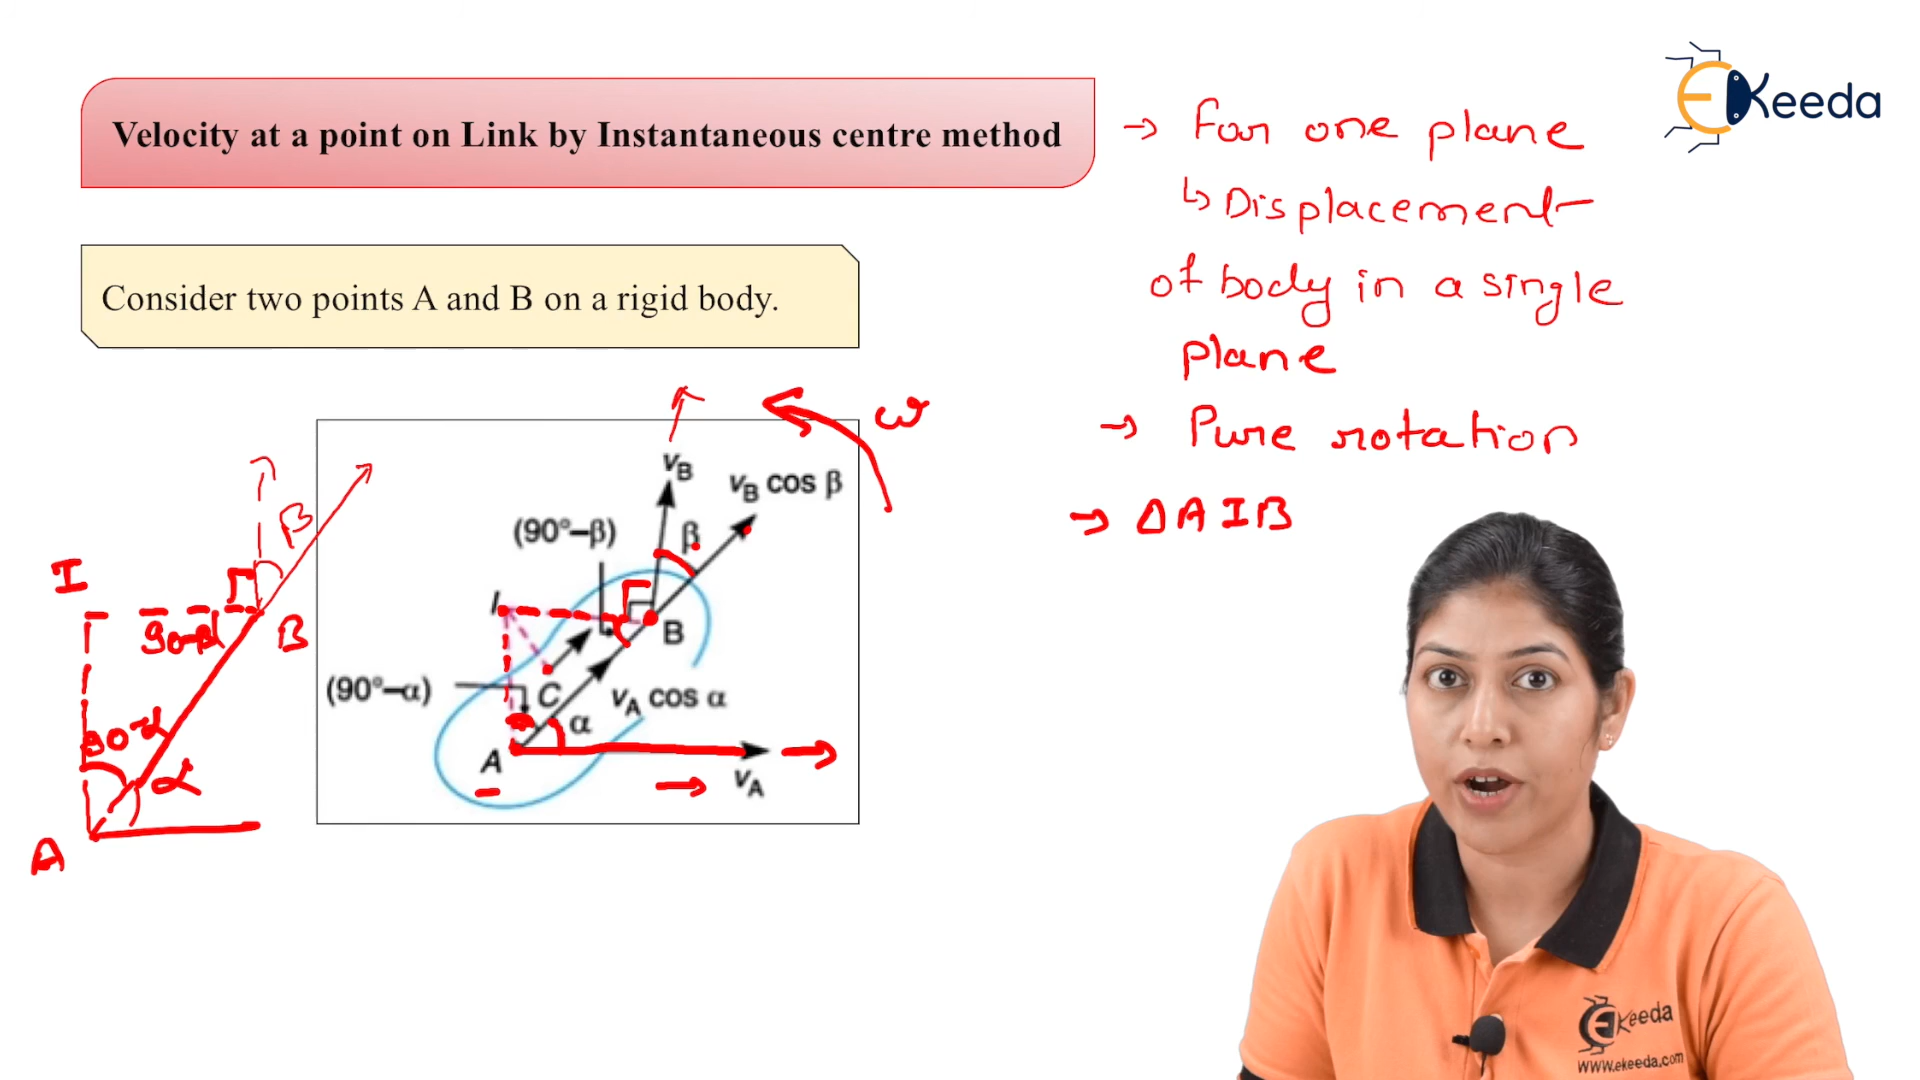 Velocity at a point on Link by Instantaneous centre method
EKeeda
→ For one plane
↳ Displacement
of body in a single
plane
→ Pure rotation
→ ΔAIB
Consider two points A and B on a rigid body.
ω
vB
vB cos β
(90°–β)
β
I
B
C
(90°–α)
vA cos α
α
A
vA
β
I
90-β
B
90-α
α
A
EKeeda
www.ekeeda.com